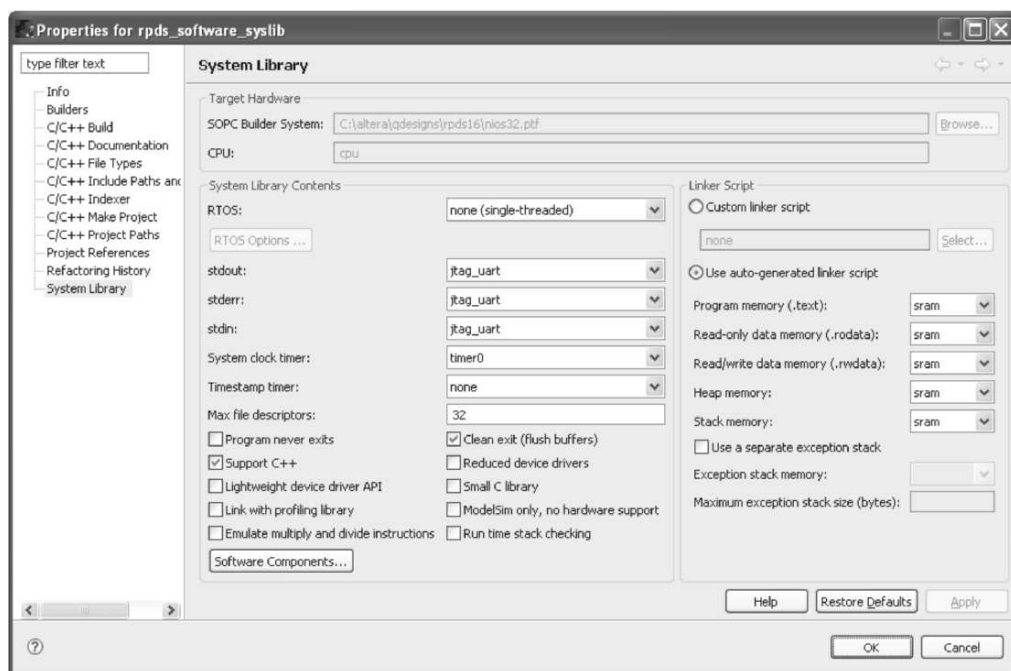 Properties for rpds_software_syslib
type filter text
Info
Builders
C/C++ Build
C/C++ Documentation
C/C++ File Types
C/C++ Include Paths and
C/C++ Indexer
C/C++ Make Project
C/C++ Project Paths
Project References
Refactoring History
System Library
System Library
Target Hardware
SOPC Builder System: C:\altera\qdesigns\rpds16\nios32.ptf Browse...
CPU: cpu
System Library Contents
RTOS: none (single-threaded)
RTOS Options ...
stdout: jtag_uart
stderr: jtag_uart
stdin: jtag_uart
System clock timer: timer0
Timestamp timer: none
Max file descriptors: 32
Program never exits Clean exit (flush buffers)
Support C++ Reduced device drivers
Lightweight device driver API Small C library
Link with profiling library ModelSim only, no hardware support
Emulate multiply and divide instructions Run time stack checking
Software Components...
Linker Script
Custom linker script
none Select...
Use auto-generated linker script
Program memory (.text): sram
Read-only data memory (.rodata): sram
Read/write data memory (.rwdata): sram
Heap memory: sram
Stack memory: sram
Use a separate exception stack
Exception stack memory:
Maximum exception stack size (bytes):
Help Restore Defaults Apply
? OK Cancel